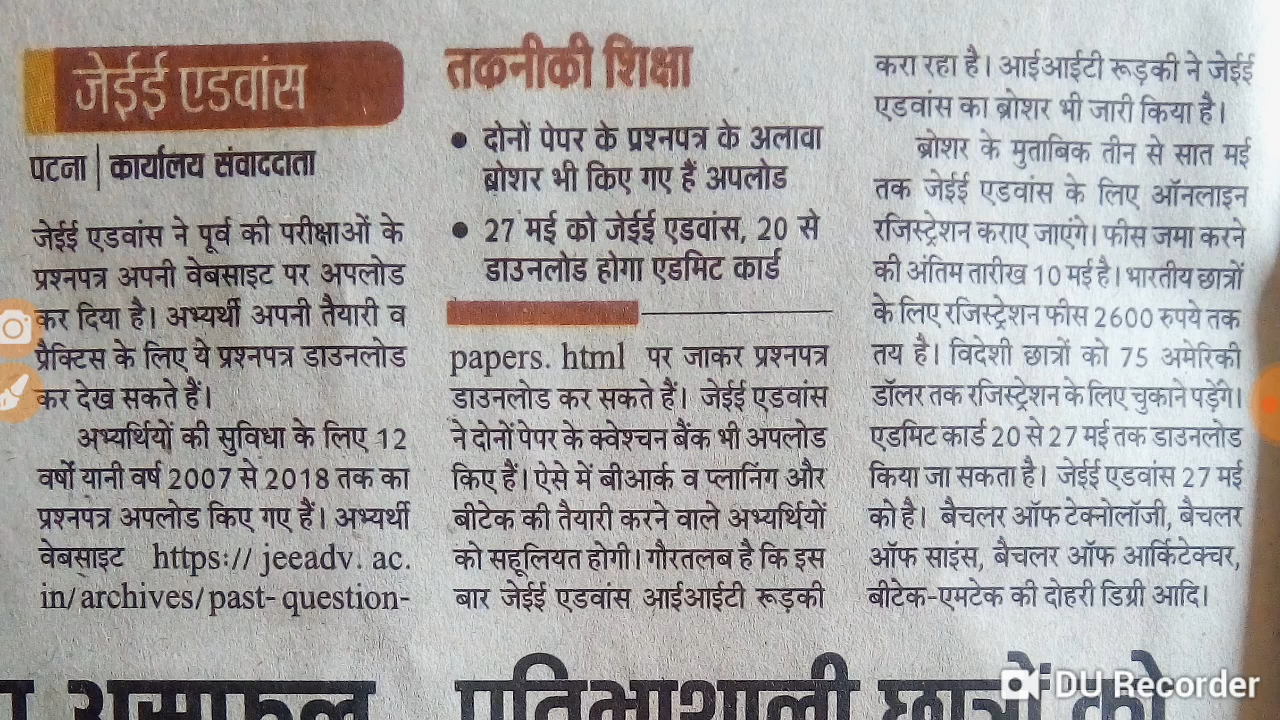 जेईई एडवांस
पटना | कार्यालय संवाददाता
जेईई एडवांस ने पूर्व की परीक्षाओं के
प्रश्नपत्र अपनी वेबसाइट पर अपलोड
कर दिया है। अभ्यर्थी अपनी तैयारी व
प्रैक्टिस के लिए ये प्रश्नपत्र डाउनलोड
कर देख सकते हैं।
अभ्यर्थियों की सुविधा के लिए 12
वर्षों यानी वर्ष 2007 से 2018 तक का
प्रश्नपत्र अपलोड किए गए हैं। अभ्यर्थी
वेबसाइट https:// jeeadv. ac.
in/archives/past-question-
तकनीकी शिक्षा
• दोनों पेपर के प्रश्नपत्र के अलावा
ब्रोशर भी किए गए हैं अपलोड
• 27 मई को जेईई एडवांस, 20 से
डाउनलोड होगा एडमिट कार्ड
papers. html पर जाकर प्रश्नपत्र
डाउनलोड कर सकते हैं। जेईई एडवांस
ने दोनों पेपर के क्वेश्चन बैंक भी अपलोड
किए हैं। ऐसे में बीआर्क व प्लानिंग और
बीटेक की तैयारी करने वाले अभ्यर्थियों
को सहूलियत होगी। गौरतलब है कि इस
बार जेईई एडवांस आईआईटी रूड़की
करा रहा है। आईआईटी रूड़की ने जेईई
एडवांस का ब्रोशर भी जारी किया है।
ब्रोशर के मुताबिक तीन से सात मई
तक जेईई एडवांस के लिए ऑनलाइन
रजिस्ट्रेशन कराए जाएंगे। फीस जमा करने
की अंतिम तारीख 10 मई है। भारतीय छात्रों
के लिए रजिस्ट्रेशन फीस 2600 रुपये तक
तय है। विदेशी छात्रों को 75 अमेरिकी
डॉलर तक रजिस्ट्रेशन के लिए चुकाने पड़ेंगे।
एडमिट कार्ड 20 से 27 मई तक डाउनलोड
किया जा सकता है। जेईई एडवांस 27 मई
को है। बैचलर ऑफ टेक्नोलॉजी, बैचलर
ऑफ साइंस, बैचलर ऑफ आर्किटेक्चर,
बीटेक-एमटेक की दोहरी डिग्री आदि।
प्रतिभाशाली छात्रों को
DU Recorder